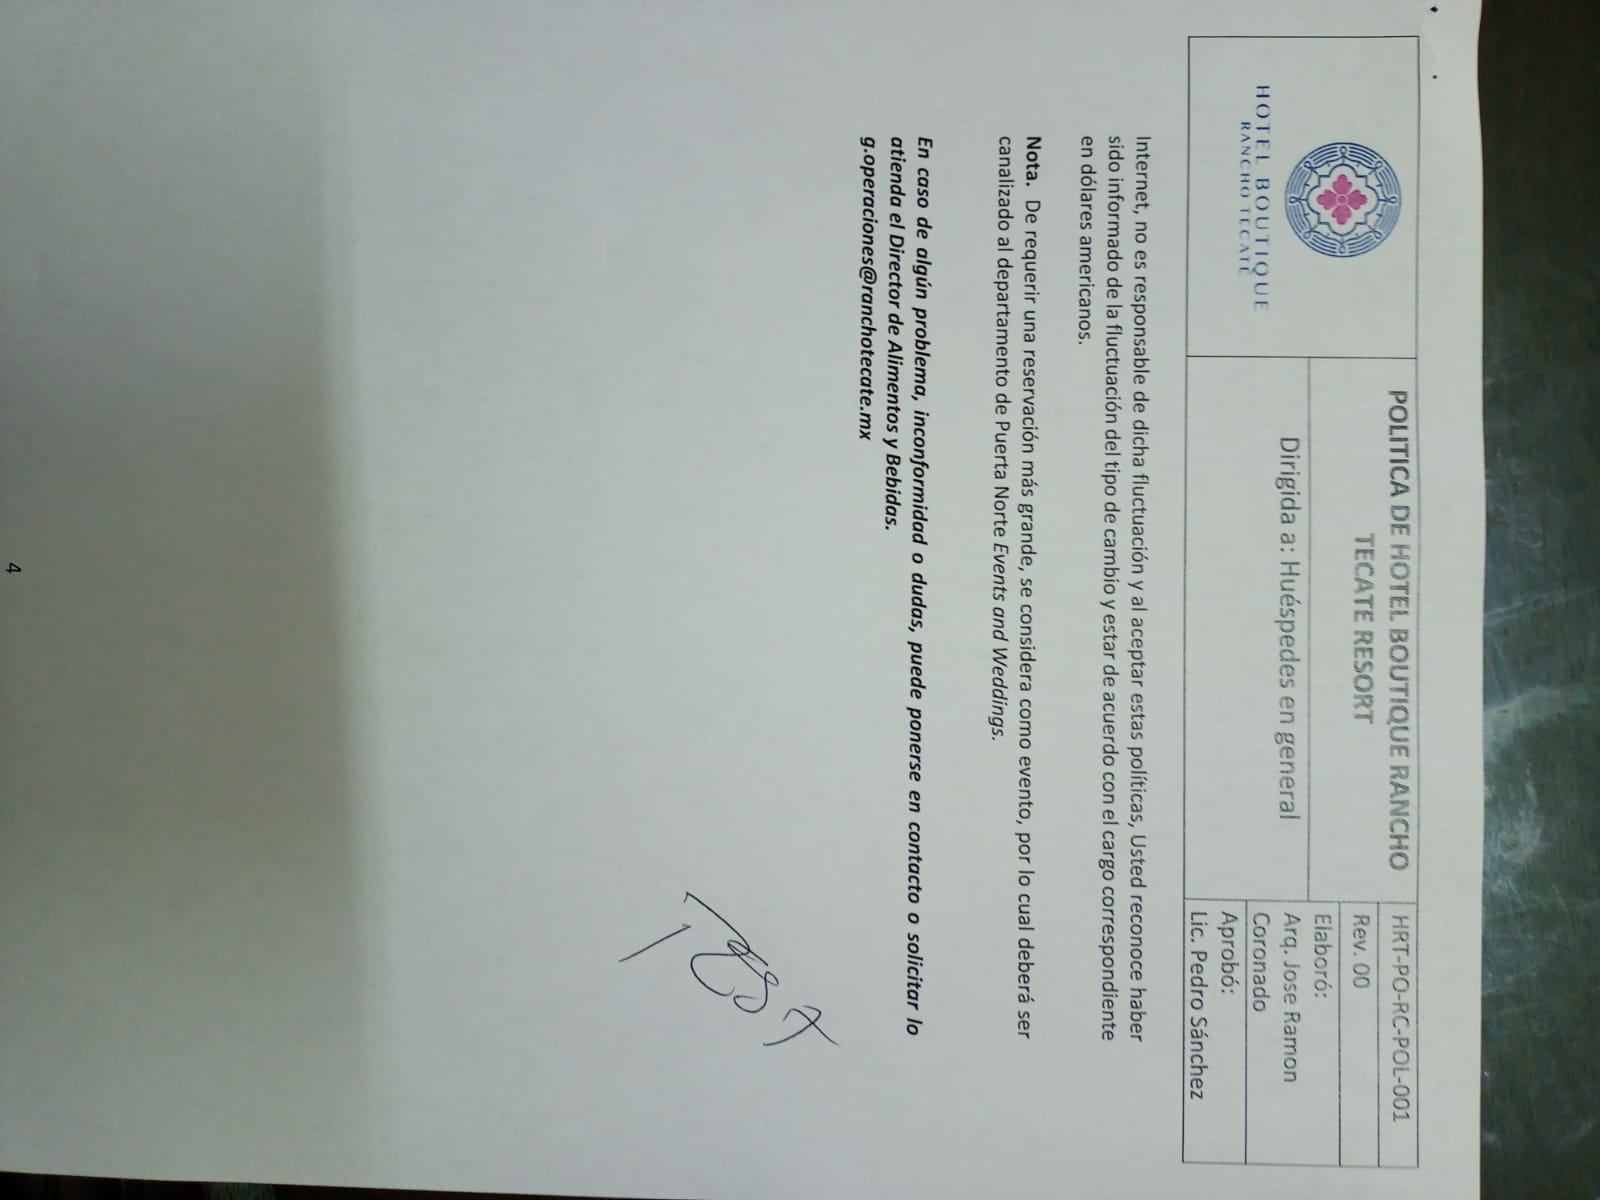 HOTEL BOUTIQUE
RANCHO TECATE
POLITICA DE HOTEL BOUTIQUE RANCHO
TECATE RESORT
Dirigida a: Huéspedes en general
HRT-PO-RC-POL-001
Rev. 00
Elaboró:
Arq. Jose Ramon
Coronado
Aprobó:
Lic. Pedro Sánchez
Internet, no es responsable de dicha fluctuación y al aceptar estas políticas, Usted reconoce haber
sido informado de la fluctuación del tipo de cambio y estar de acuerdo con el cargo correspondiente
en dólares americanos.
Nota. De requerir una reservación más grande, se considera como evento, por lo cual deberá ser
canalizado al departamento de Puerta Norte Events and Weddings.
En caso de algún problema, inconformidad o dudas, puede ponerse en contacto o solicitar lo
atienda el Director de Alimentos y Bebidas.
g.operaciones@ranchotecate.mx
4